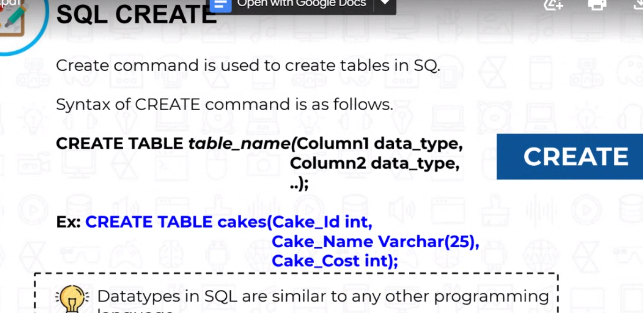 .pdf
Open with Google Docs
SQL CREATE
Create command is used to create tables in SQ.
Syntax of CREATE command is as follows.
CREATE TABLE table_name(Column1 data_type,
Column2 data_type,
..);
CREATE
Ex: CREATE TABLE cakes(Cake_Id int,
Cake_Name Varchar(25),
Cake_Cost int);
Datatypes in SQL are similar to any other programming